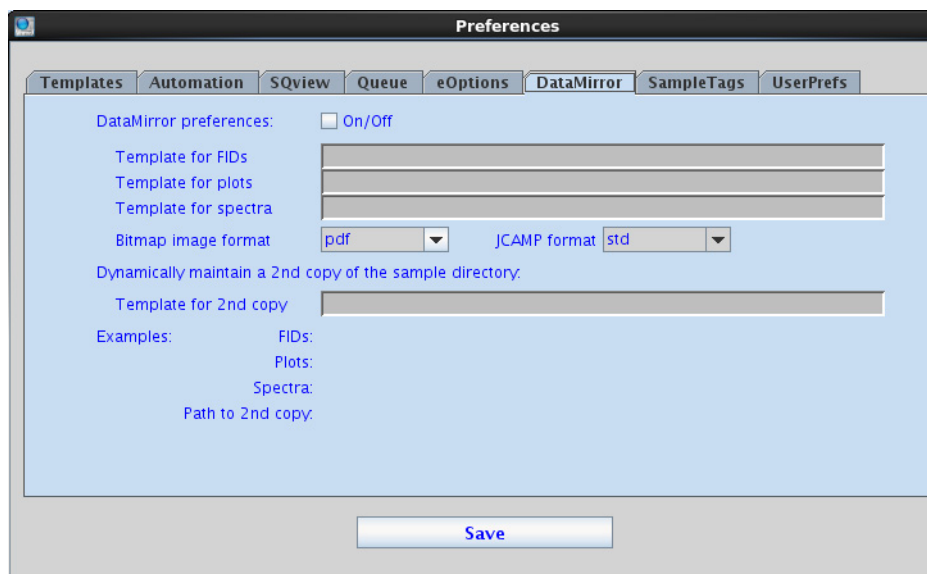 Preferences
Templates Automation SQview Queue eOptions DataMirror SampleTags UserPrefs
DataMirror preferences: On/Off
Template for FIDs
Template for plots
Template for spectra
Bitmap image format pdf JCAMP format std
Dynamically maintain a 2nd copy of the sample directory:
Template for 2nd copy
Examples: FIDs:
Plots:
Spectra:
Path to 2nd copy:
Save